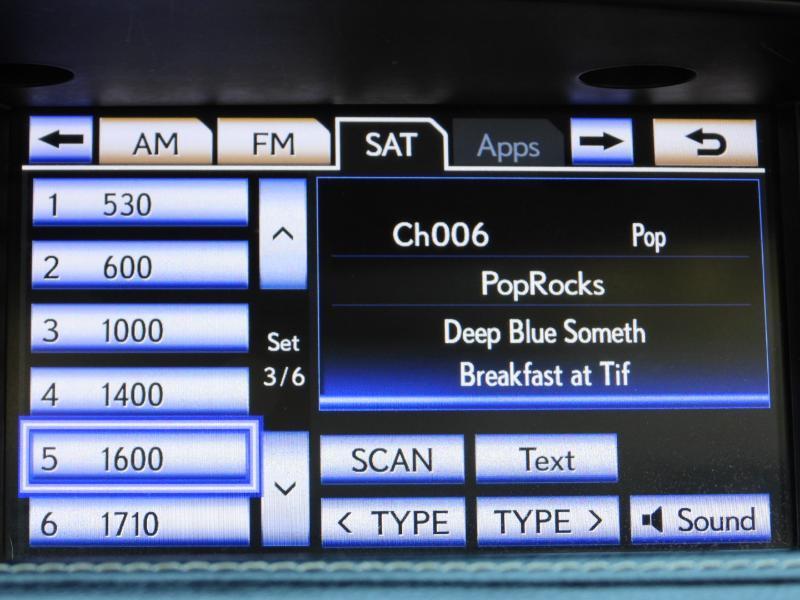 AM FM SAT Apps
1 530
2 600
3 1000
4 1400
5 1600
6 1710
Set
3/6
Ch006 Pop
PopRocks
Deep Blue Someth
Breakfast at Tif
SCAN Text
< TYPE TYPE > Sound